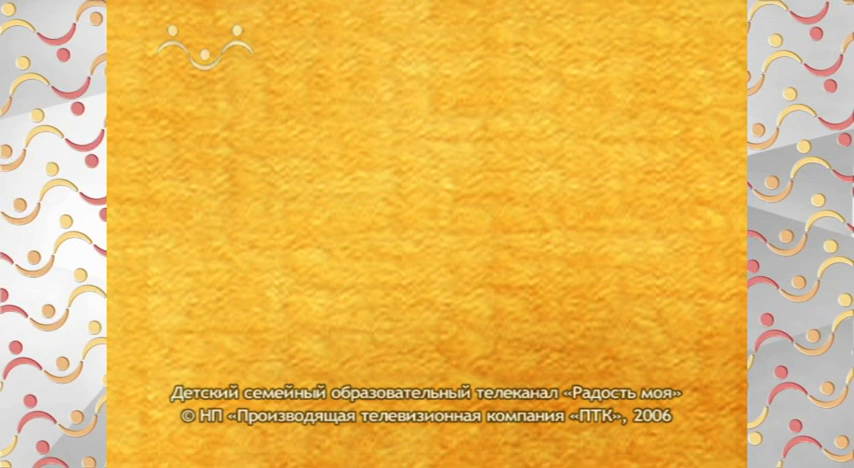 Детский семейный образовательный телеканал «Радость моя»
© НП «Производящая телевизионная компания «ПТК», 2006